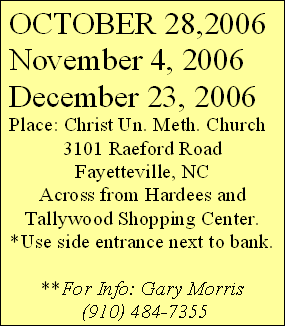 OCTOBER 28,2006
November 4, 2006
December 23, 2006
Place: Christ Un. Meth. Church
3101 Raeford Road
Fayetteville, NC
Across from Hardees and
Tallywood Shopping Center.
*Use side entrance next to bank.
**For Info: Gary Morris
(910) 484-7355